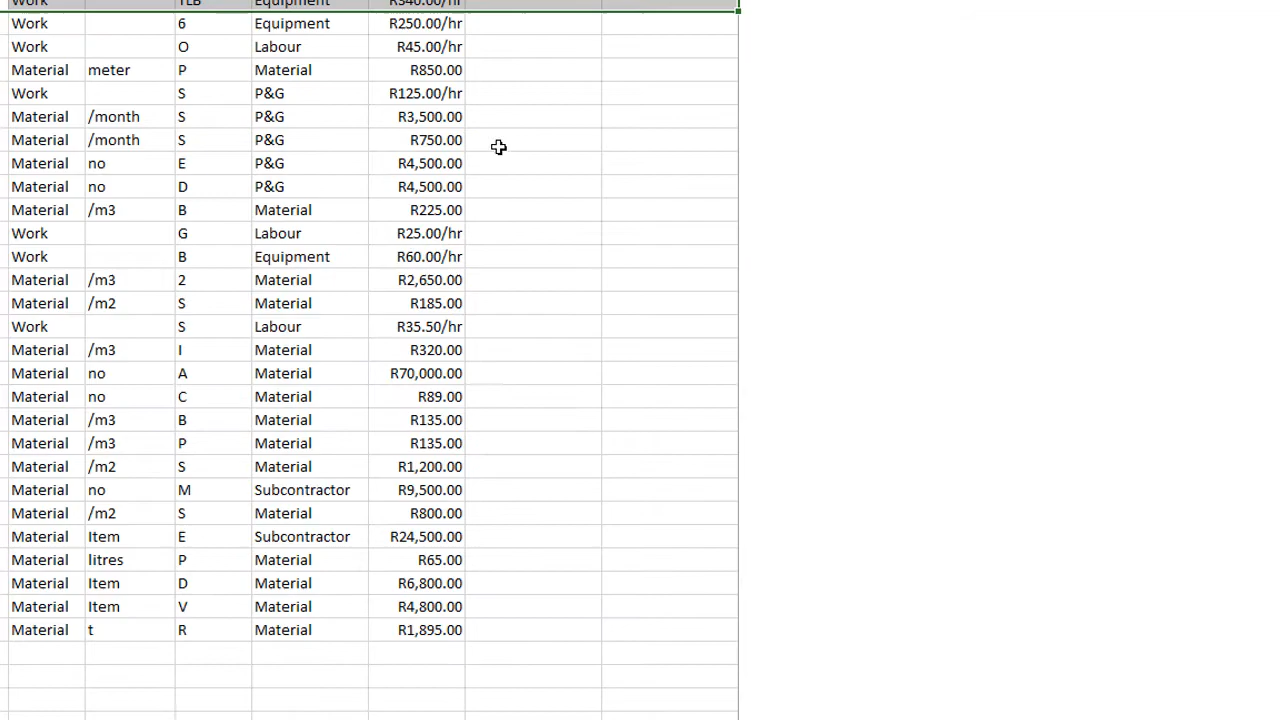 Work TLB Equipment R340.00/hr
Work 6 Equipment R250.00/hr
Work O Labour R45.00/hr
Material meter P Material R850.00
Work S P&G R125.00/hr
Material /month S P&G R3,500.00
Material /month S P&G R750.00
Material no E P&G R4,500.00
Material no D P&G R4,500.00
Material /m3 B Material R225.00
Work G Labour R25.00/hr
Work B Equipment R60.00/hr
Material /m3 2 Material R2,650.00
Material /m2 S Material R185.00
Work S Labour R35.50/hr
Material /m3 I Material R320.00
Material no A Material R70,000.00
Material no C Material R89.00
Material /m3 B Material R135.00
Material /m3 P Material R135.00
Material /m2 S Material R1,200.00
Material no M Subcontractor R9,500.00
Material /m2 S Material R800.00
Material Item E Subcontractor R24,500.00
Material litres P Material R65.00
Material Item D Material R6,800.00
Material Item V Material R4,800.00
Material t R Material R1,895.00